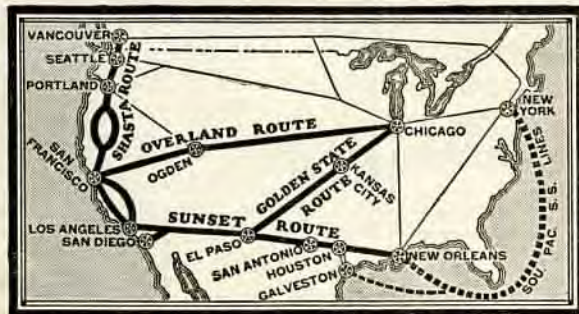 VANCOUVER
SEATTLE
PORTLAND
SHASTA ROUTE
SAN
FRANCISCO
OVERLAND ROUTE
OGDEN
CHICAGO
NEW
YORK
GOLDEN STATE
ROUTE
KANSAS
CITY
LOS ANGELES
SAN DIEGO
SUNSET ROUTE
EL PASO
SAN ANTONIO
HOUSTON
GALVESTON
NEW ORLEANS
SOU. PAC. S.S. LINES